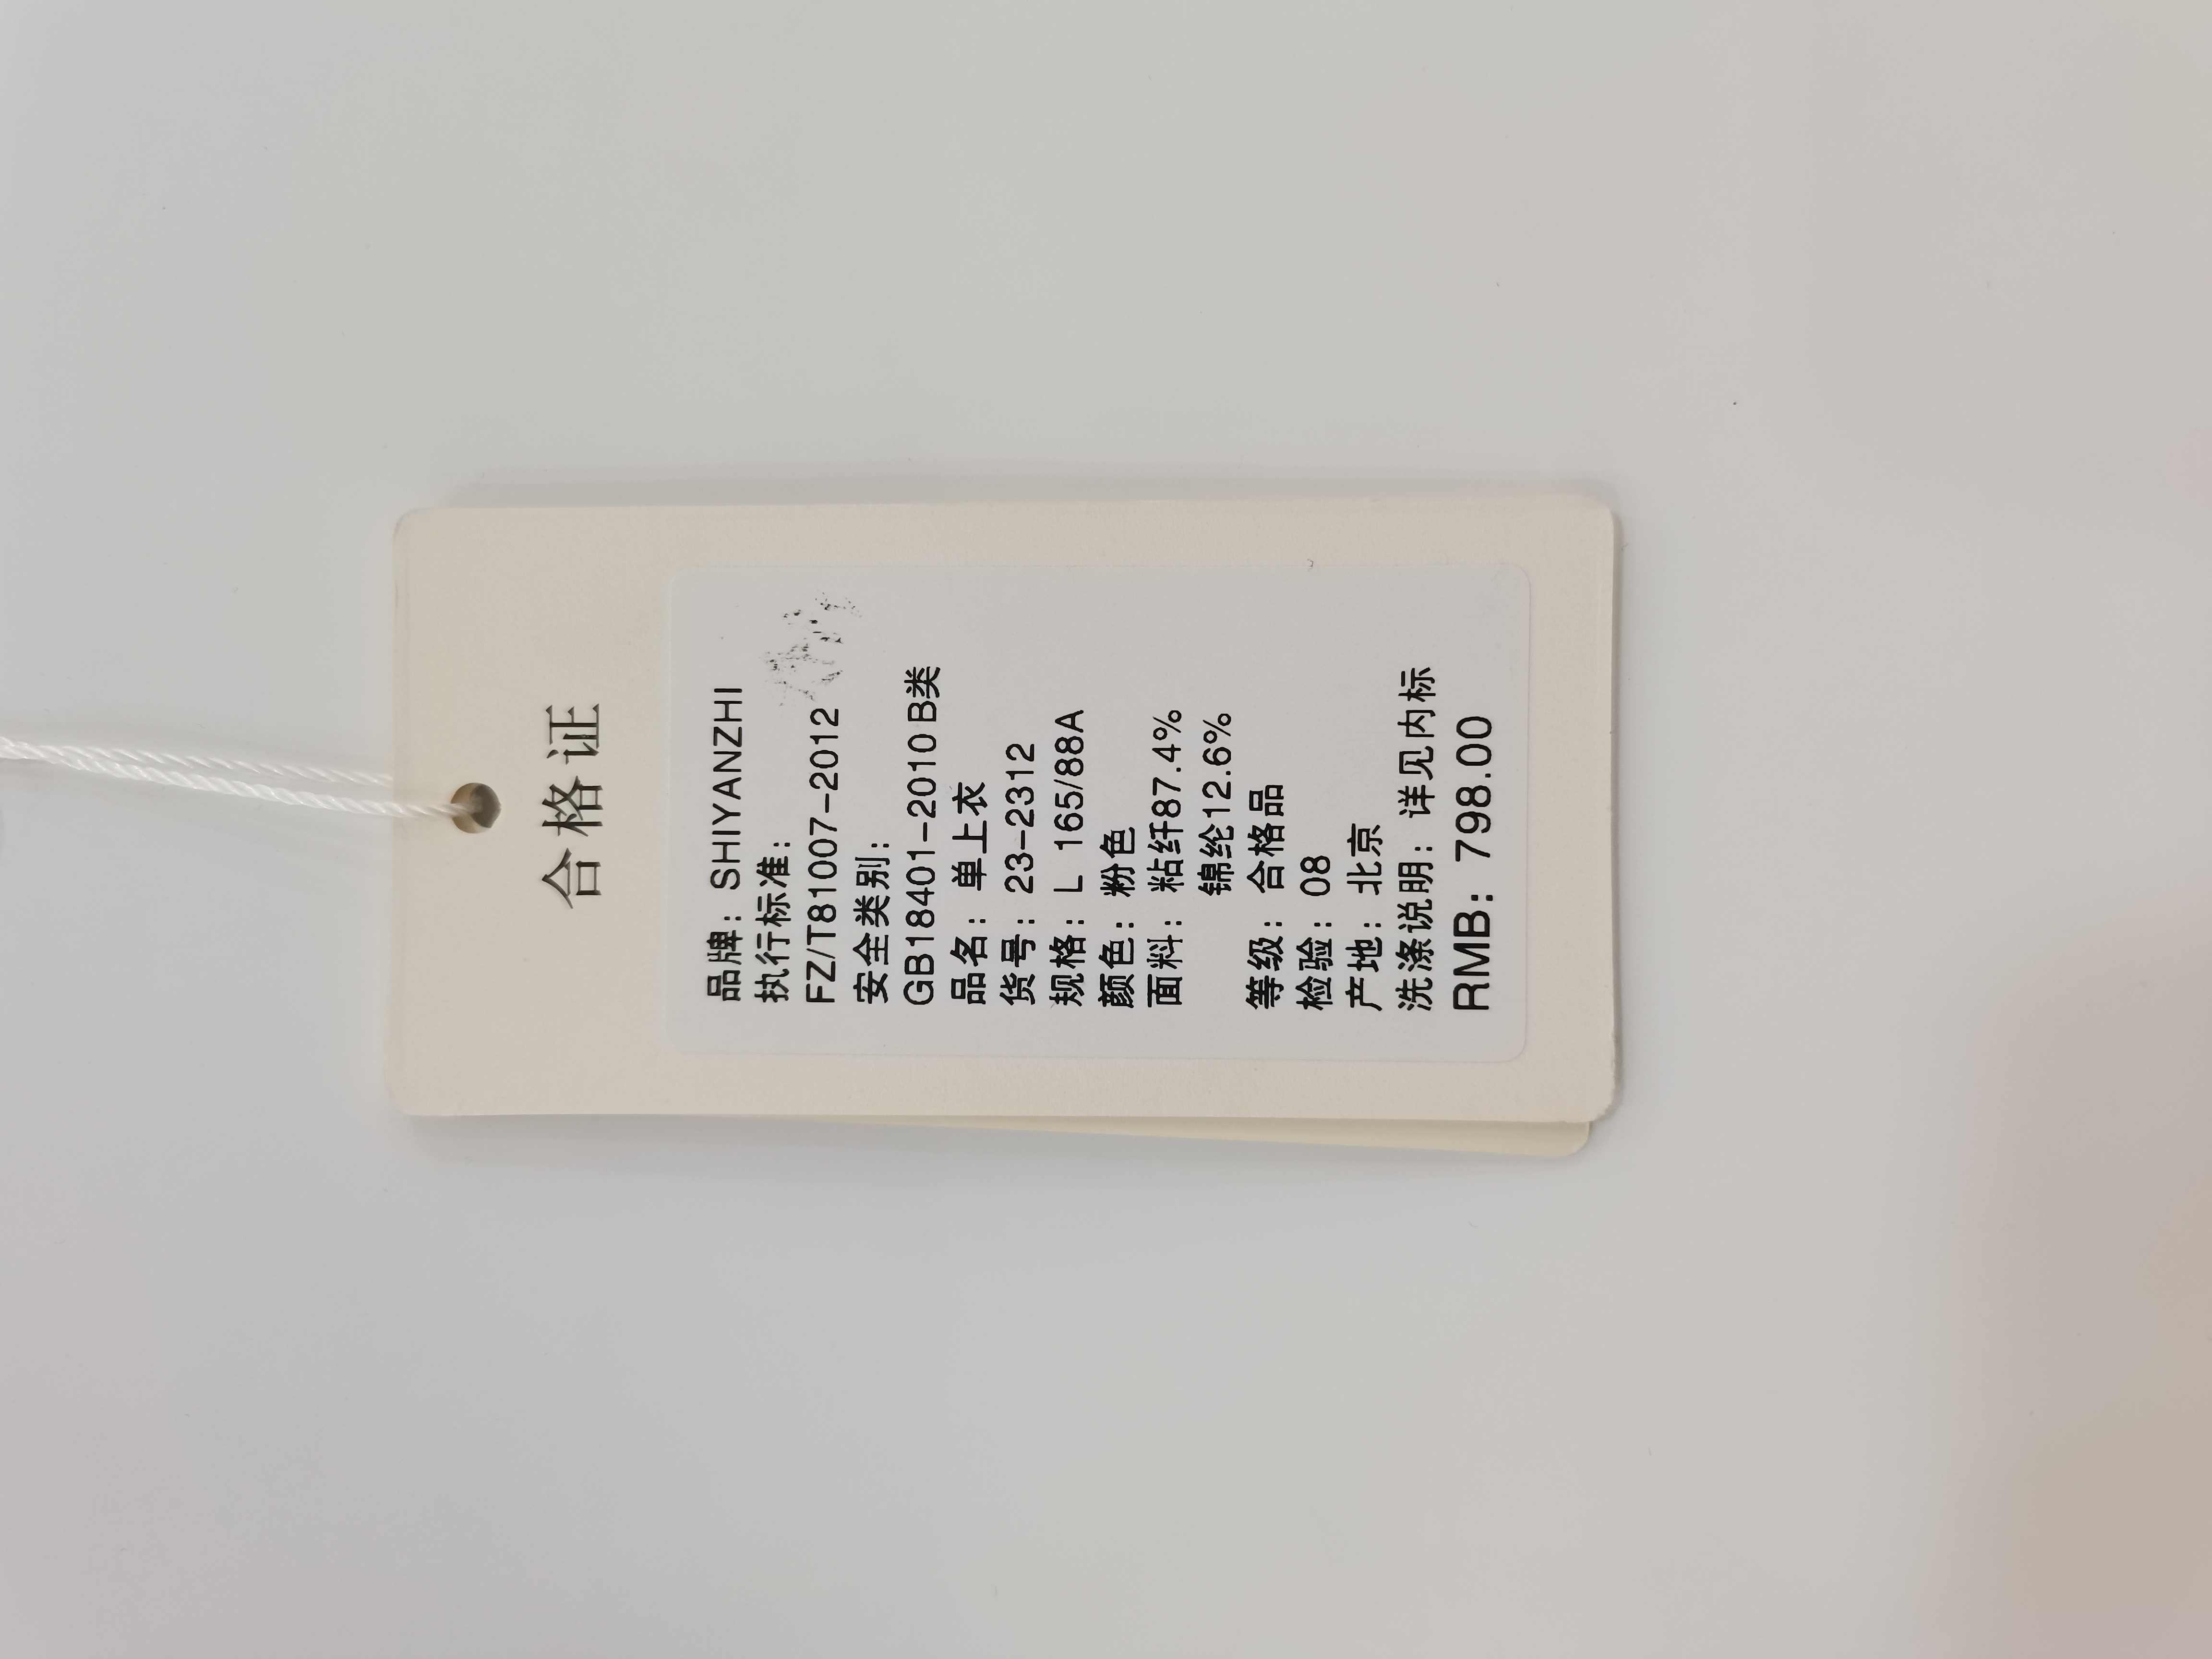 合格证
品牌: SHIYANZHI
执行标准:
FZ/T81007-2012
安全类别:
GB18401-2010 B类
品名: 单上衣
货号: 23-2312
规格: L 165/88A
颜色: 粉色
面料: 粘纤87.4%
锦纶12.6%
等级: 合格品
检验: 08
产地: 北京
洗涤说明: 详见内标
RMB: 798.00